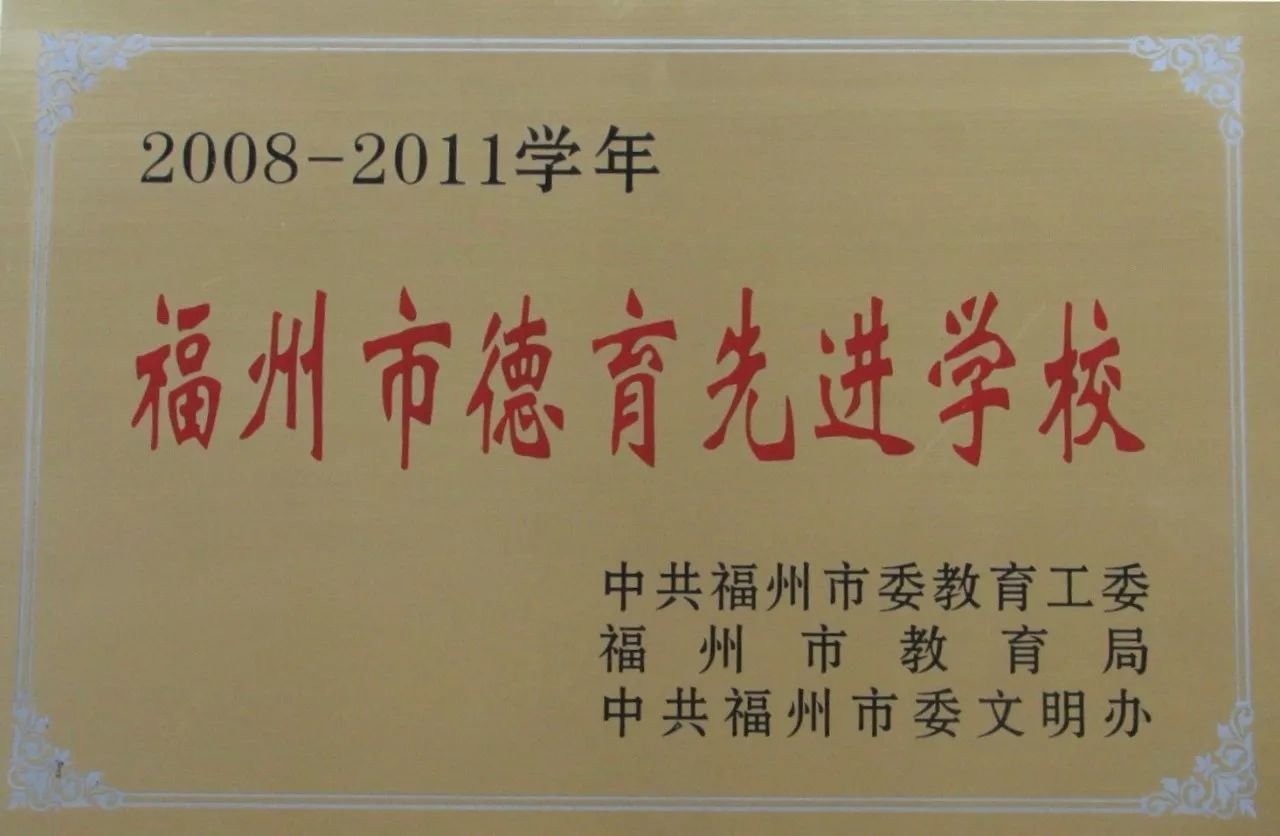 2008-2011学年
福州市德育先进学校
中共福州市委教育工委
福州市教育局
中共福州市委文明办